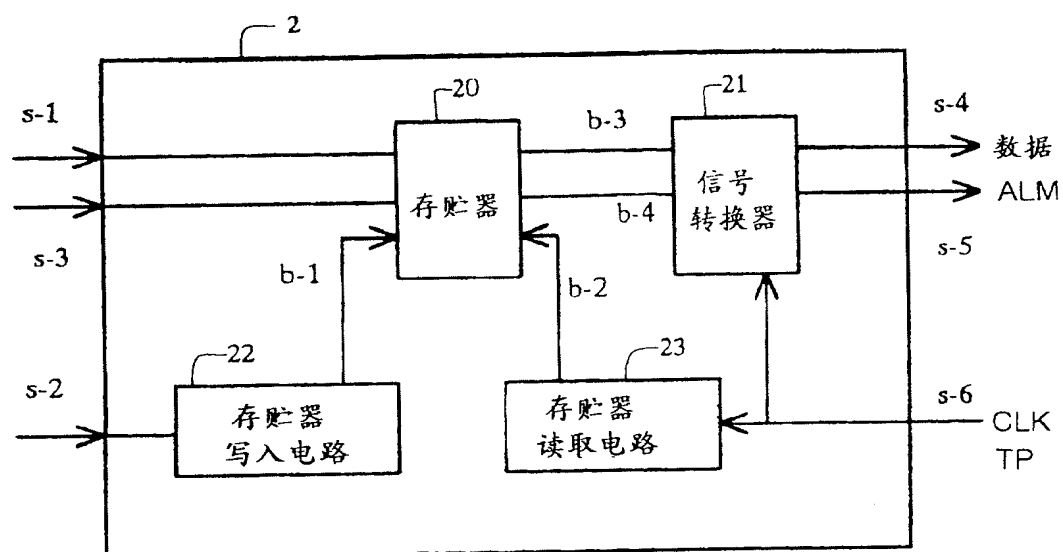 2
20
21
s-1
b-3
s-4
数据
存贮器
信号
转换器
ALM
b-4
s-3
s-5
b-1
b-2
22
23
s-2
存贮器
写入电路
存贮器
读取电路
s-6
CLK
TP